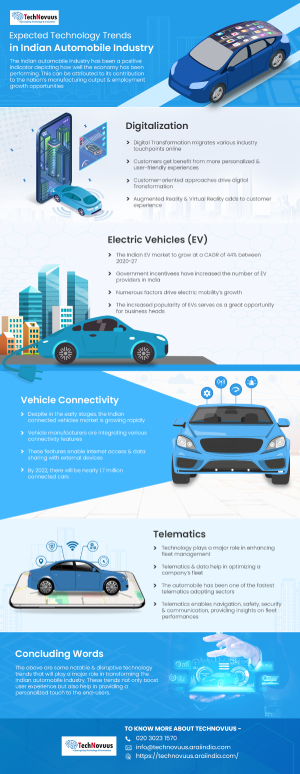 TechNovuus
Expected Technology Trends
in Indian Automobile Industry
The Indian automobile industry has been a positive
indicator depicting how well the economy has been
performing. This can be attributed to its contribution
to the nation's manufacturing output & employment
growth opportunities
Digitalization
Digital Transformation migrates various industry
touchpoints online
Customers get benefit from more personalized &
user-friendly experiences
Customer-oriented approaches drive digital
transformation
Augmented Reality & Virtual Reality adds to customer
experience
Electric Vehicles (EV)
The Indian EV market to grow at a CAGR of 44% between
2020-27
Government incentives have increased the number of EV
providers in India
Numerous factors drive electric mobility's growth
The increased popularity of EVs serves as a great opportunity
for business heads
Vehicle Connectivity
Despite in the early stages, the Indian
connected vehicles market is growing rapidly
Vehicle manufacturers are integrating various
connectivity features
These features enable internet access & data
sharing with external devices
By 2022, there will be nearly 1.7 million
connected cars
Telematics
Technology plays a major role in enhancing
fleet management
Telematics & data help in optimizing a
company's fleet
The automobile has been one of the fastest
telematics adopting sectors
Telematics enables navigation, safety, security
& communication, providing insights on fleet
performances
Concluding Words
The above are some notable & disruptive technology
trends that will play a major role in transforming the
Indian automobile industry. These trends not only boost
user experience but also help in providing a
personalized touch to the end-users.
TechNovuus
TO KNOW MORE ABOUT TECHNOVUUS -
020 3023 1570
info@technovuus.araiindia.com
https://technovuus.araiindia.com/